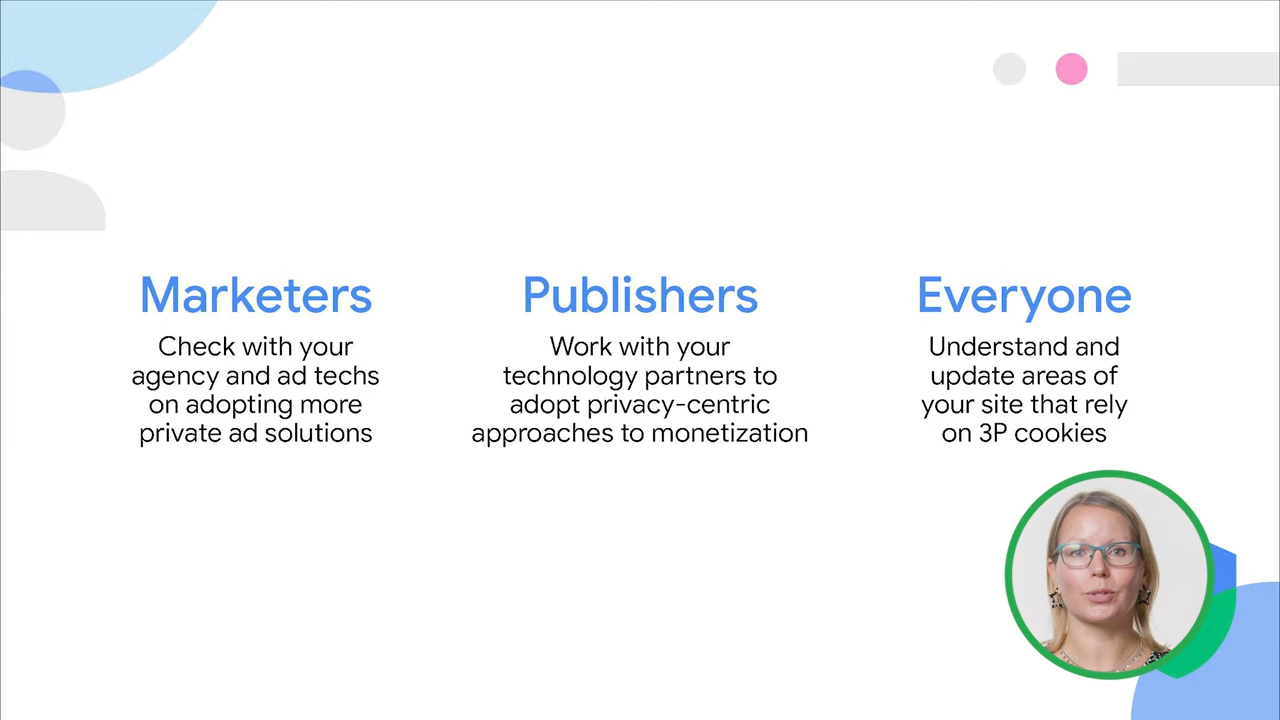 Marketers
Check with your
agency and ad techs
on adopting more
private ad solutions
Publishers
Work with your
technology partners to
adopt privacy-centric
approaches to monetization
Everyone
Understand and
update areas of
your site that rely
on 3P cookies